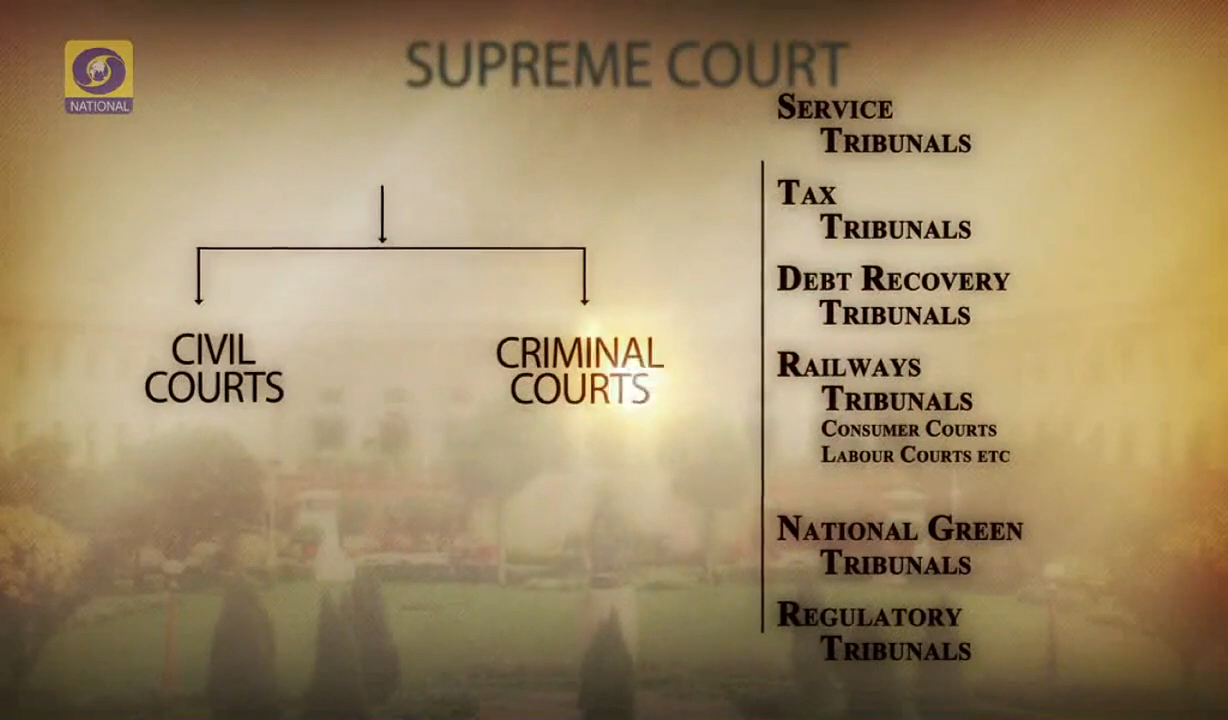 NATIONAL
SUPREME COURT
CIVIL
COURTS
CRIMINAL
COURTS
SERVICE
TRIBUNALS
TAX
TRIBUNALS
DEBT RECOVERY
TRIBUNALS
RAILWAYS
TRIBUNALS
CONSUMER COURTS
LABOUR COURTS ETC
NATIONAL GREEN
TRIBUNALS
REGULATORY
TRIBUNALS